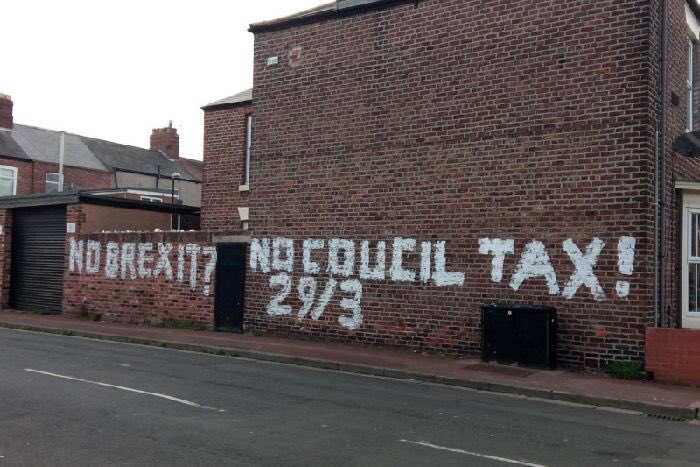 NO BREXIT? NO COUCIL TAX!
29/3